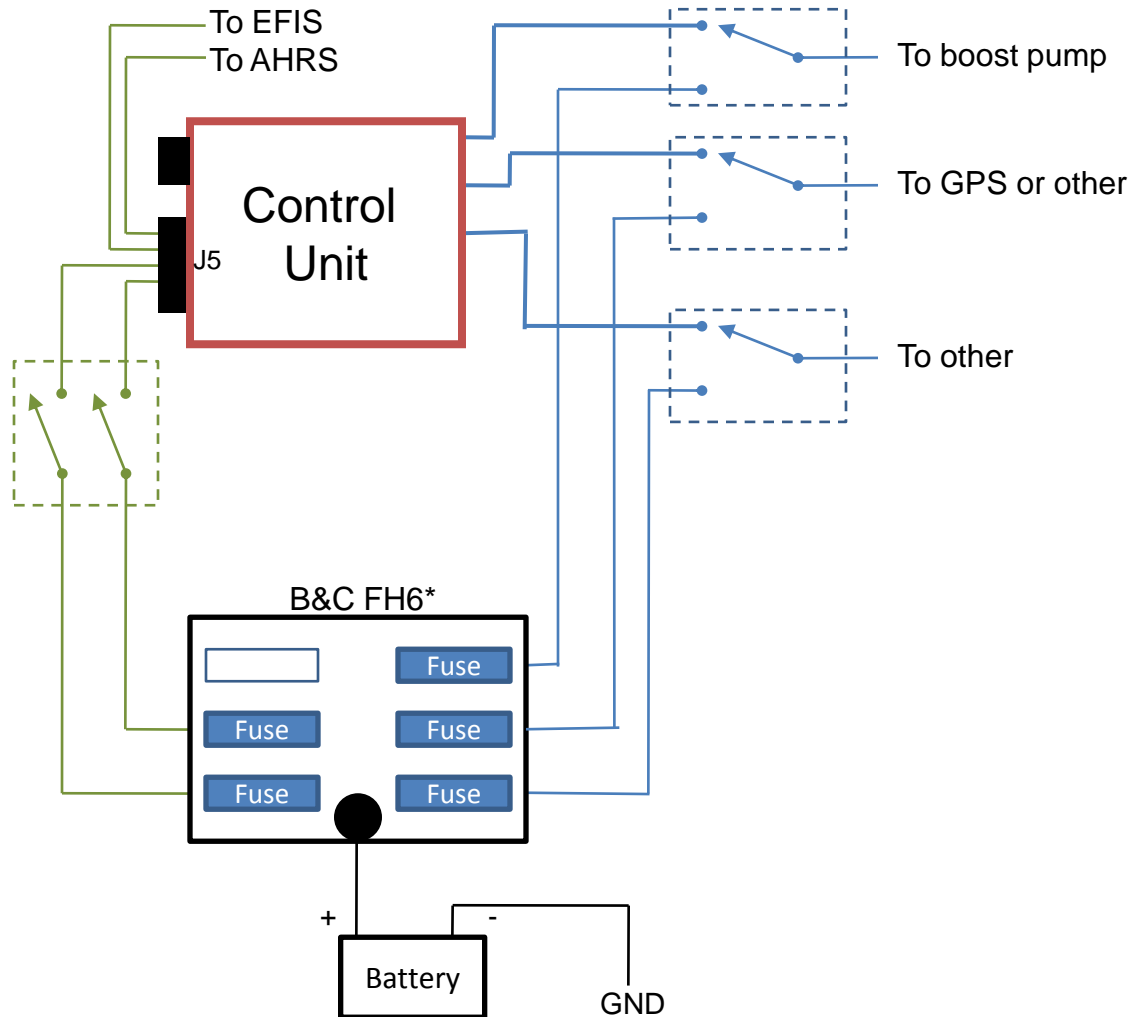 To EFIS
To AHRS
To boost pump
Control
Unit
J5
To GPS or other
To other
B&C FH6*
Fuse
Fuse
Fuse
Fuse
Fuse
+
-
Battery
GND